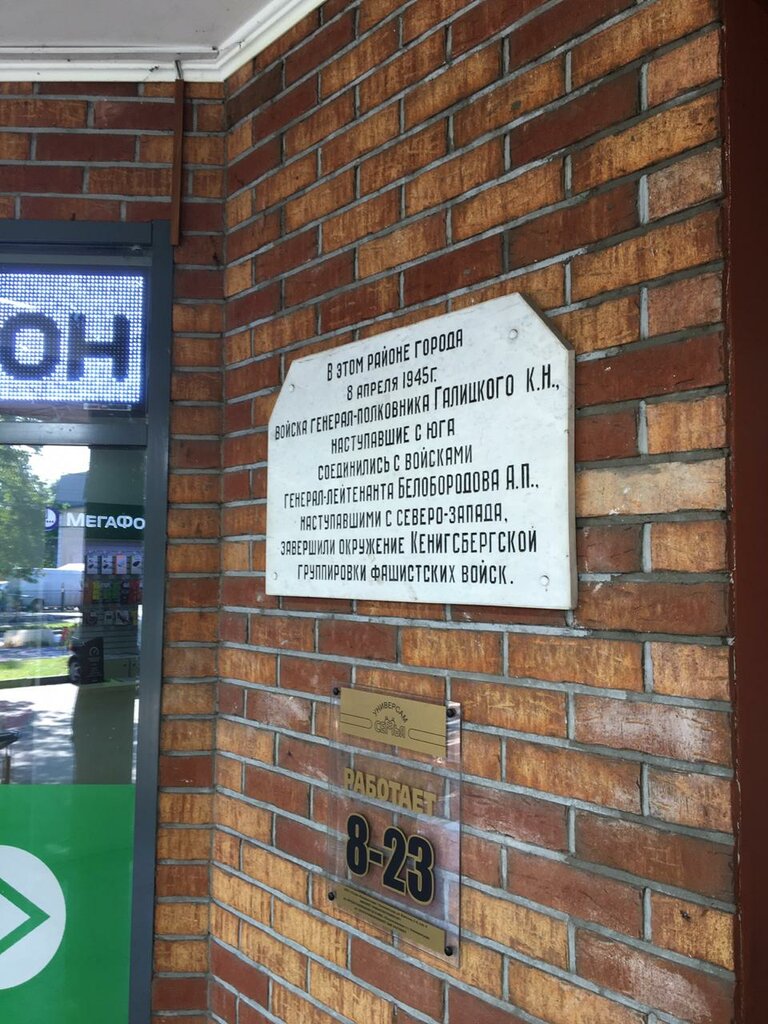 ОН
МЕГАФО
В ЭТОМ РАЙОНЕ ГОРОДА
8 АПРЕЛЯ 1945Г.
ВОЙСКА ГЕНЕРАЛ-ПОЛКОВНИКА ГАЛИЦКОГО К.Н.,
НАСТУПАВШИЕ С ЮГА
СОЕДИНИЛИСЬ С ВОЙСКАМИ
ГЕНЕРАЛ-ЛЕЙТЕНАНТА БЕЛОБОРОДОВА А.П.,
НАСТУПАВШИМИ С СЕВЕРО-ЗАПАДА,
ЗАВЕРШИЛИ ОКРУЖЕНИЕ КЕНИГСБЕРГСКОЙ
ГРУППИРОВКИ ФАШИСТСКИХ ВОЙСК.
УНИВЕРСАМ
СЕМЬЯ
РАБОТАЕТ
8-23